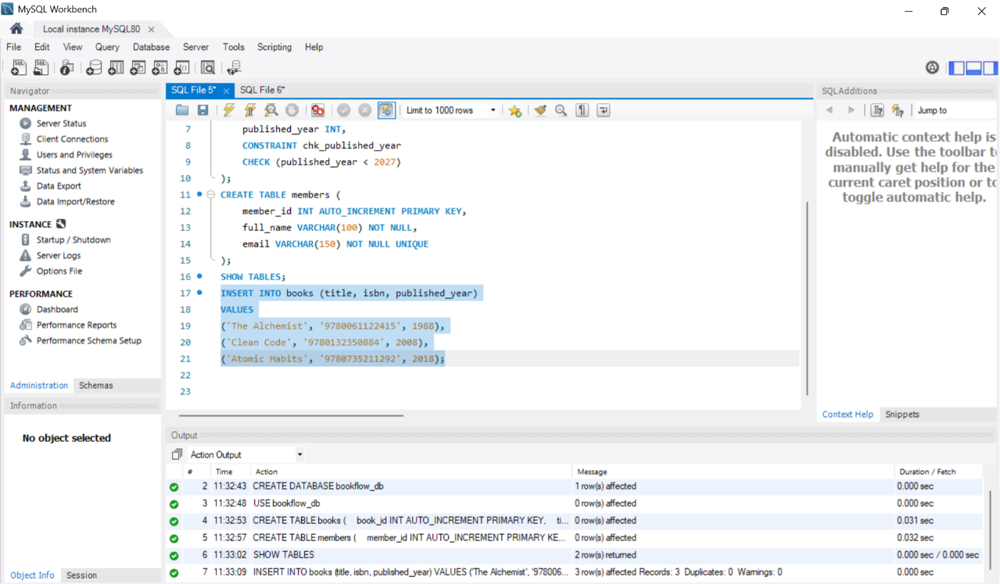 MySQL Workbench
Local instance MySQL80
File Edit View Query Database Server Tools Scripting Help
Navigator
MANAGEMENT
Server Status
Client Connections
Users and Privileges
Status and System Variables
Data Export
Data Import/Restore
INSTANCE
Startup / Shutdown
Server Logs
Options File
PERFORMANCE
Dashboard
Performance Reports
Performance Schema Setup
Administration Schemas
Information
No object selected
Object Info Session
SQL File 5* SQL File 6*
Limit to 1000 rows
7 published_year INT,
8 CONSTRAINT chk_published_year
9 CHECK (published_year < 2027)
10 );
11 CREATE TABLE members (
12 member_id INT AUTO_INCREMENT PRIMARY KEY,
13 full_name VARCHAR(100) NOT NULL,
14 email VARCHAR(150) NOT NULL UNIQUE
15 );
16 SHOW TABLES;
17 INSERT INTO books (title, isbn, published_year)
18 VALUES
19 ('The Alchemist', '9780061122415', 1988),
20 ('Clean Code', '9780132350884', 2008),
21 ('Atomic Habits', '9780735211292', 2018);
22
23
SQLAdditions
Jump to
Automatic context help is
disabled. Use the toolbar to
manually get help for the
current caret position or to
toggle automatic help.
Context Help Snippets
Output
Action Output
# Time Action Message Duration / Fetch
2 11:32:43 CREATE DATABASE bookflow_db 1 row(s) affected 0.000 sec
3 11:32:48 USE bookflow_db 0 row(s) affected 0.000 sec
4 11:32:53 CREATE TABLE books ( book_id INT AUTO_INCREMENT PRIMARY KEY, ti... 0 row(s) affected 0.031 sec
5 11:32:57 CREATE TABLE members ( member_id INT AUTO_INCREMENT PRIMARY KE... 0 row(s) affected 0.032 sec
6 11:33:02 SHOW TABLES 2 row(s) returned 0.000 sec / 0.000 sec
7 11:33:09 INSERT INTO books (title, isbn, published_year) VALUES ('The Alchemist', '978006... 3 row(s) affected Records: 3 Duplicates: 0 Warnings: 0 0.000 sec